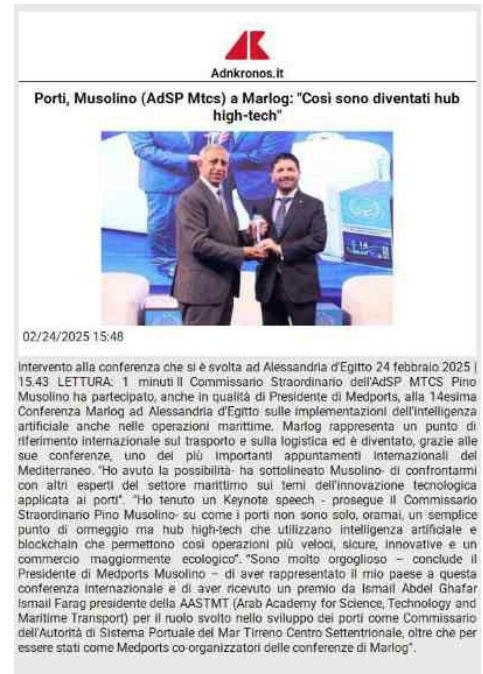 Adnkronos.it
Porti, Musolino (AdSP Mtcs) a Marlog: "Così sono diventati hub
high-tech"
02/24/2025 15:48
Intervento alla conferenza che si è svolta ad Alessandria d'Egitto 24 febbraio 2025 |
15.43 LETTURA: 1 minuti Il Commissario Straordinario dell'AdSP MTCS Pino
Musolino ha partecipato, anche in qualità di Presidente di Medports, alla 14esima
Conferenza Marlog ad Alessandria d'Egitto sulle implementazioni dell'intelligenza
artificiale anche nelle operazioni marittime. Marlog rappresenta un punto di
riferimento internazionale sul trasporto e sulla logistica ed è diventato, grazie alle
sue conferenze, uno dei più importanti appuntamenti internazionali del
Mediterraneo. "Ho avuto la possibilità- ha sottolineato Musolino- di confrontarmi
con altri esperti del settore marittimo sui temi dell'innovazione tecnologica
applicata ai porti". "Ho tenuto un Keynote speech - prosegue il Commissario
Straordinario Pino Musolino- su come i porti non sono solo, oramai, un semplice
punto di ormeggio ma hub high-tech che utilizzano intelligenza artificiale e
blockchain che permettono così operazioni più veloci, sicure, innovative e un
commercio maggiormente ecologico". "Sono molto orgoglioso – conclude il
Presidente di Medports Musolino – di aver rappresentato il mio paese a questa
conferenza internazionale e di aver ricevuto un premio da Ismail Abdel Ghafar
Ismail Farag presidente della AASTMT (Arab Academy for Science, Technology and
Maritime Transport) per il ruolo svolto nello sviluppo dei porti come Commissario
dell'Autorità di Sistema Portuale del Mar Tirreno Centro Settentrionale, oltre che per
essere stati come Medports co-organizzatori delle conferenze di Marlog".